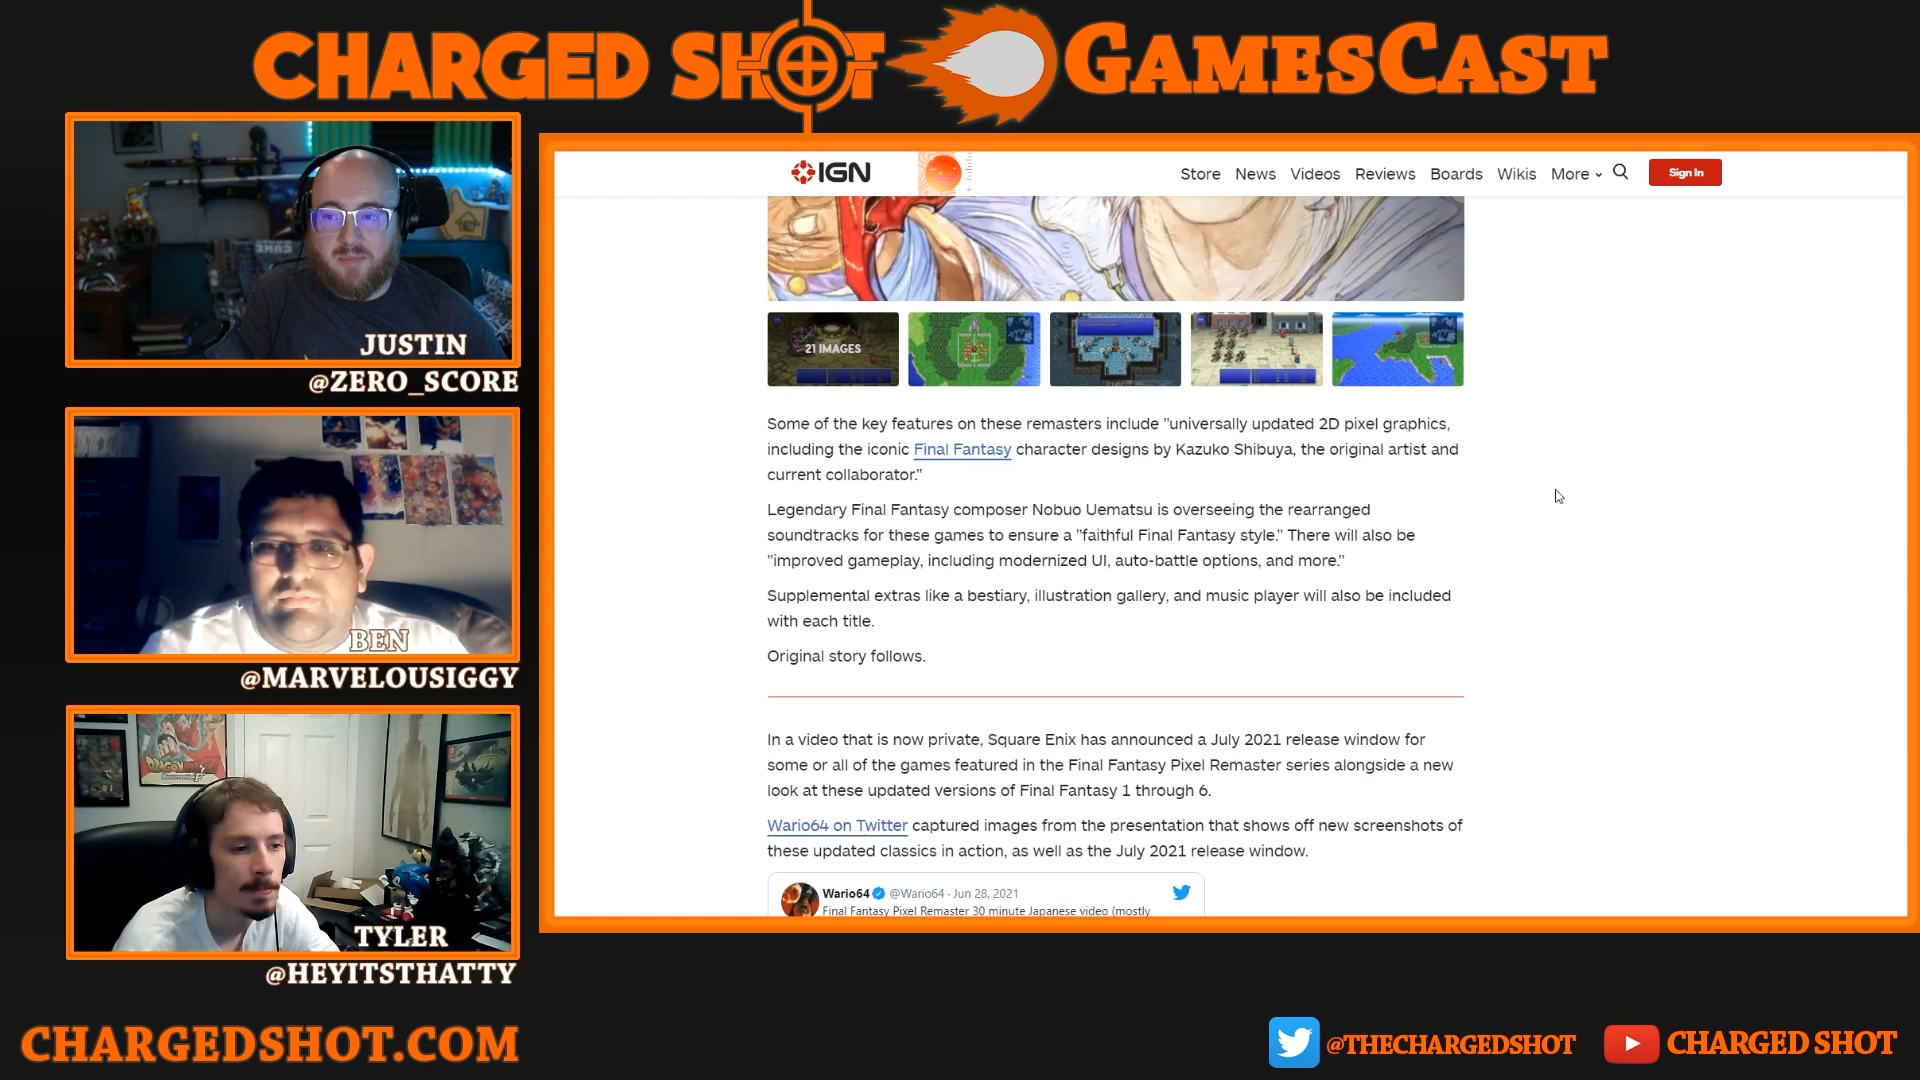 CHARGED SHOT GAMESCAST
JUSTIN
@ZERO_SCORE
BEN
@MARVELOUSIGGY
TYLER
@HEYITSTHATTY
CHARGEDSHOT.COM
IGN
Store News Videos Reviews Boards Wikis More
Sign In
21 IMAGES
Some of the key features on these remasters include "universally updated 2D pixel graphics,
including the iconic Final Fantasy character designs by Kazuko Shibuya, the original artist and
current collaborator."
Legendary Final Fantasy composer Nobuo Uematsu is overseeing the rearranged
soundtracks for these games to ensure a "faithful Final Fantasy style." There will also be
"improved gameplay, including modernized UI, auto-battle options, and more."
Supplemental extras like a bestiary, illustration gallery, and music player will also be included
with each title.
Original story follows.
In a video that is now private, Square Enix has announced a July 2021 release window for
some or all of the games featured in the Final Fantasy Pixel Remaster series alongside a new
look at these updated versions of Final Fantasy 1 through 6.
Wario64 on Twitter captured images from the presentation that shows off new screenshots of
these updated classics in action, as well as the July 2021 release window.
Wario64 @Wario64 · Jun 28, 2021
Final Fantasy Pixel Remaster 30 minute Japanese video (mostly
@THECHARGEDSHOT
CHARGED SHOT